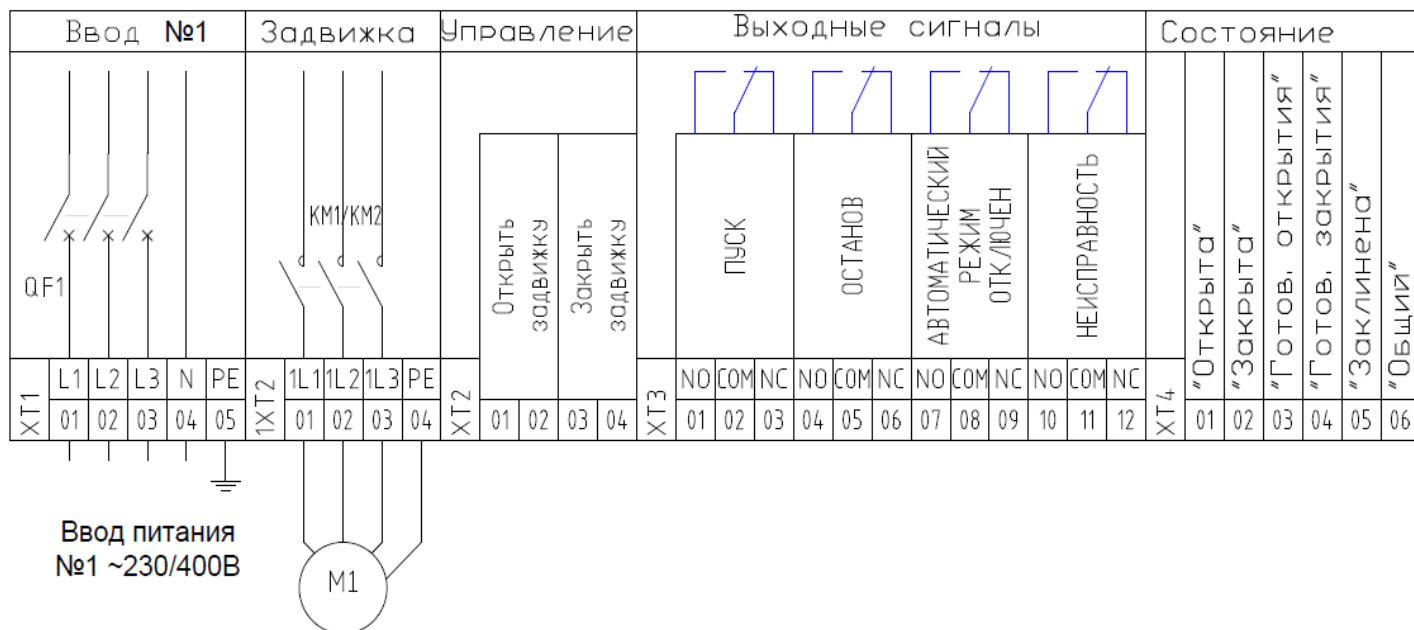 Ввод №1
Задвижка
Управление
Выходные сигналы
Состояние
QF1
KM1/KM2
Открыть
задвижку
Закрыть
задвижку
ПУСК
ОСТАНОВ
АВТОМАТИЧЕСКИЙ
РЕЖИМ
ОТКЛЮЧЕН
НЕИСПРАВНОСТЬ
"Открыта"
"Закрыта"
"Готов. открытия"
"Готов. закрытия"
"Заклинена"
"Общий"
XT1
L1 L2 L3 N PE
01 02 03 04 05
1XT2
1L1 1L2 1L3 PE
01 02 03 04
XT2
01 02 03 04
XT3
NO COM NC NO COM NC NO COM NC NO COM NC
01 02 03 04 05 06 07 08 09 10 11 12
XT4
01 02 03 04 05 06
Ввод питания
№1 ~230/400В
M1